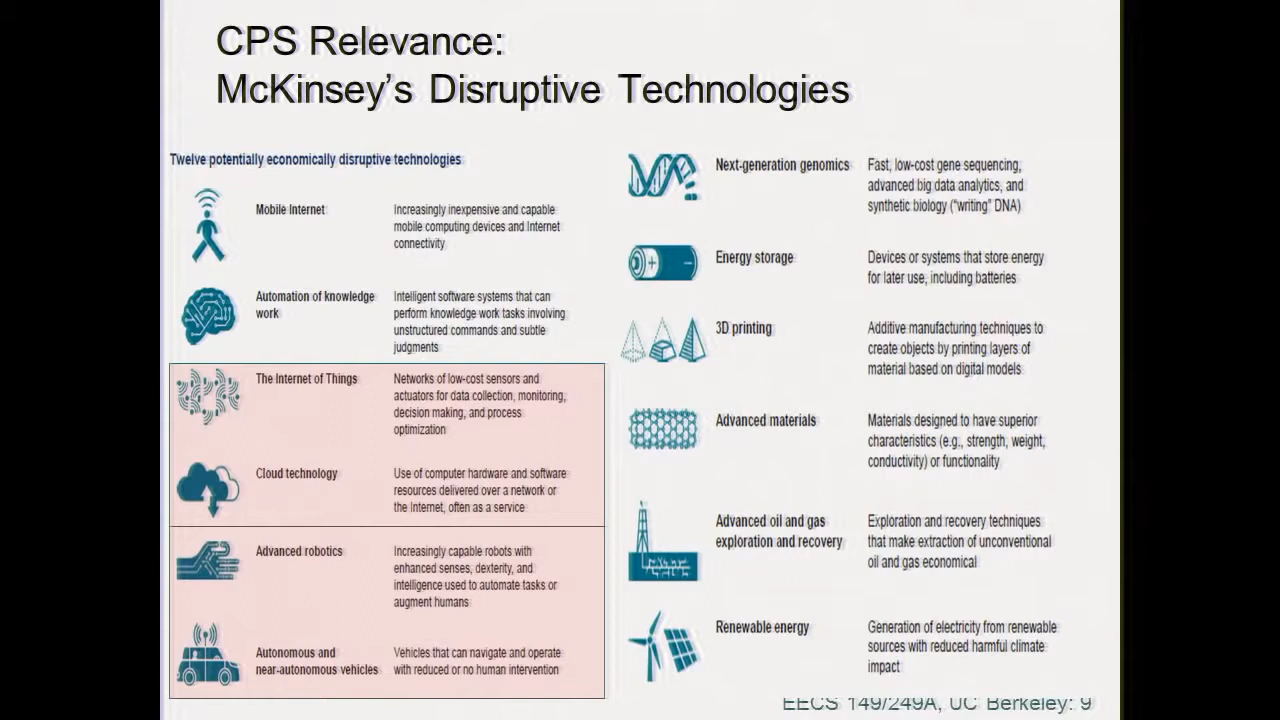 CPS Relevance:
McKinsey's Disruptive Technologies
Twelve potentially economically disruptive technologies
Mobile Internet
Increasingly inexpensive and capable
mobile computing devices and Internet
connectivity
Automation of knowledge
work
Intelligent software systems that can
perform knowledge work tasks involving
unstructured commands and subtle
judgments
The Internet of Things
Networks of low-cost sensors and
actuators for data collection, monitoring,
decision making, and process
optimization
Cloud technology
Use of computer hardware and software
resources delivered over a network or
the Internet, often as a service
Advanced robotics
Increasingly capable robots with
enhanced senses, dexterity, and
intelligence used to automate tasks or
augment humans
Autonomous and
near-autonomous vehicles
Vehicles that can navigate and operate
with reduced or no human intervention
Next-generation genomics
Fast, low-cost gene sequencing,
advanced big data analytics, and
synthetic biology ("writing" DNA)
Energy storage
Devices or systems that store energy
for later use, including batteries
3D printing
Additive manufacturing techniques to
create objects by printing layers of
material based on digital models
Advanced materials
Materials designed to have superior
characteristics (e.g., strength, weight,
conductivity) or functionality
Advanced oil and gas
exploration and recovery
Exploration and recovery techniques
that make extraction of unconventional
oil and gas economical
Renewable energy
Generation of electricity from renewable
sources with reduced harmful climate
impact
EECS 149/249A, UC Berkeley: 9